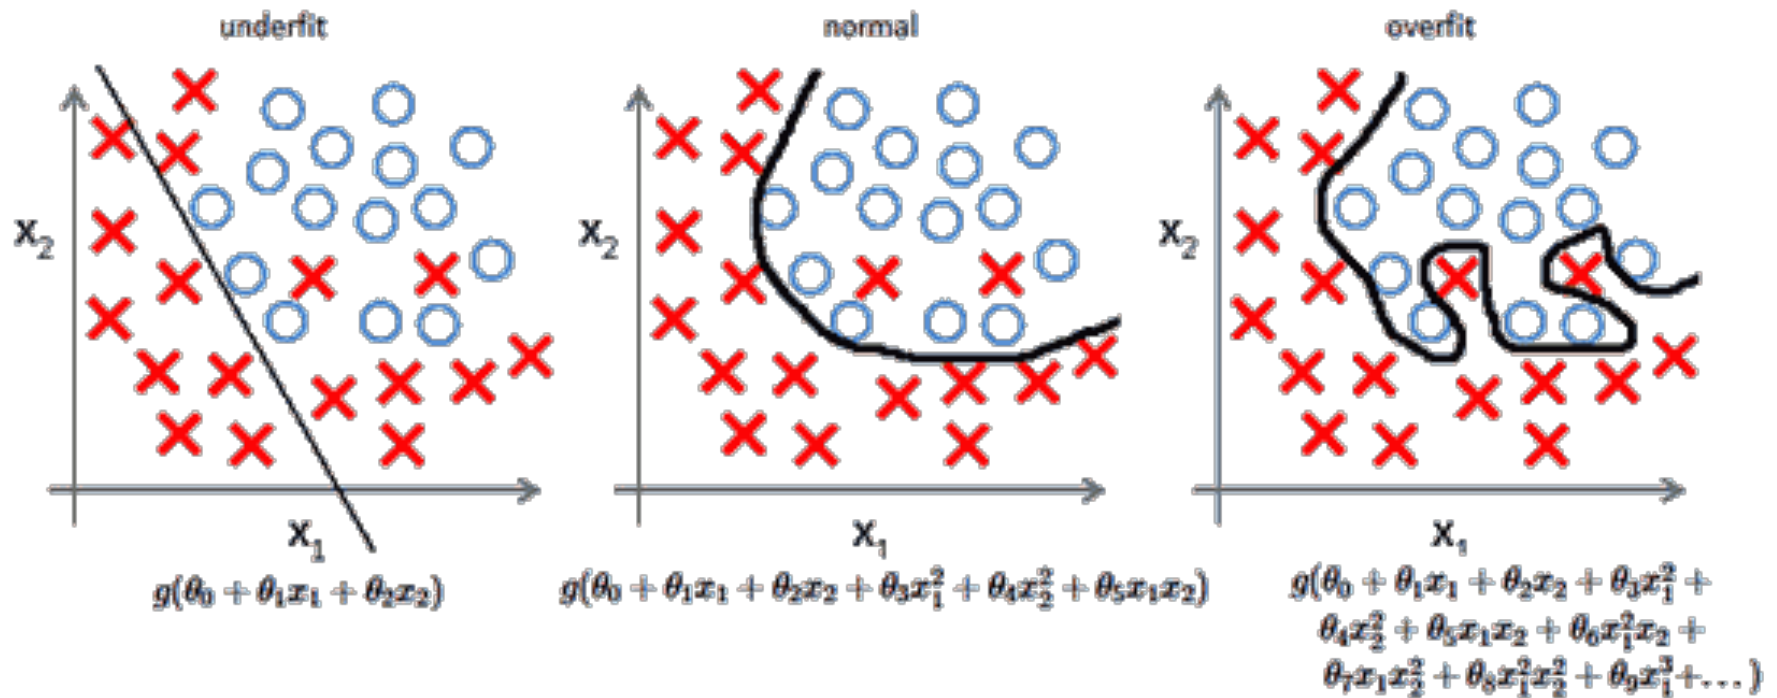 underfit
normal
overfit
X₂
X₁
g(θ₀ + θ₁x₁ + θ₂x₂)
X₂
X₁
g(θ₀ + θ₁x₁ + θ₂x₂ + θ₃x₁² + θ₄x₂² + θ₅x₁x₂)
X₂
X₁
g(θ₀ + θ₁x₁ + θ₂x₂ + θ₃x₁² +
θ₄x₂² + θ₅x₁x₂ + θ₆x₁²x₂ +
θ₇x₁x₂² + θ₈x₁²x₂² + θ₉x₁³ + … )